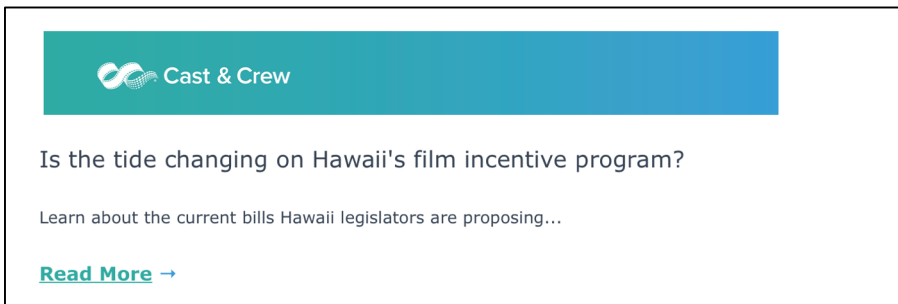 Cast & Crew
Is the tide changing on Hawaii's film incentive program?
Learn about the current bills Hawaii legislators are proposing...
Read More →